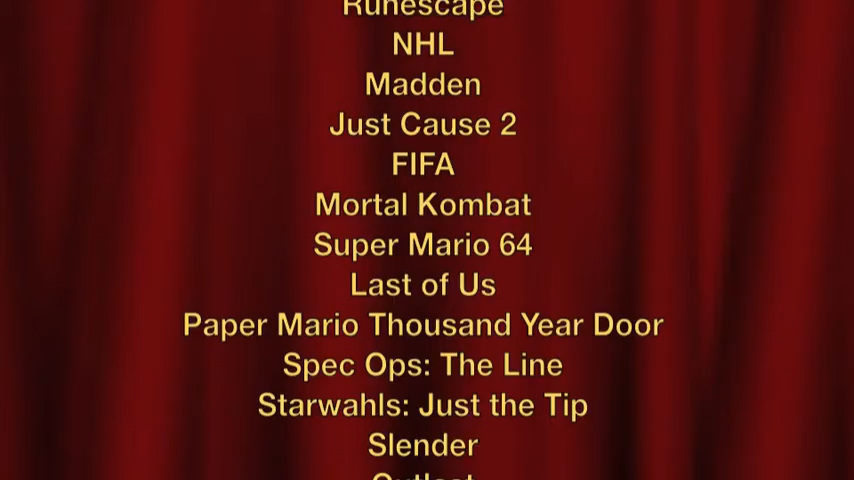 Runescape
NHL
Madden
Just Cause 2
FIFA
Mortal Kombat
Super Mario 64
Last of Us
Paper Mario Thousand Year Door
Spec Ops: The Line
Starwahls: Just the Tip
Slender
Outlast